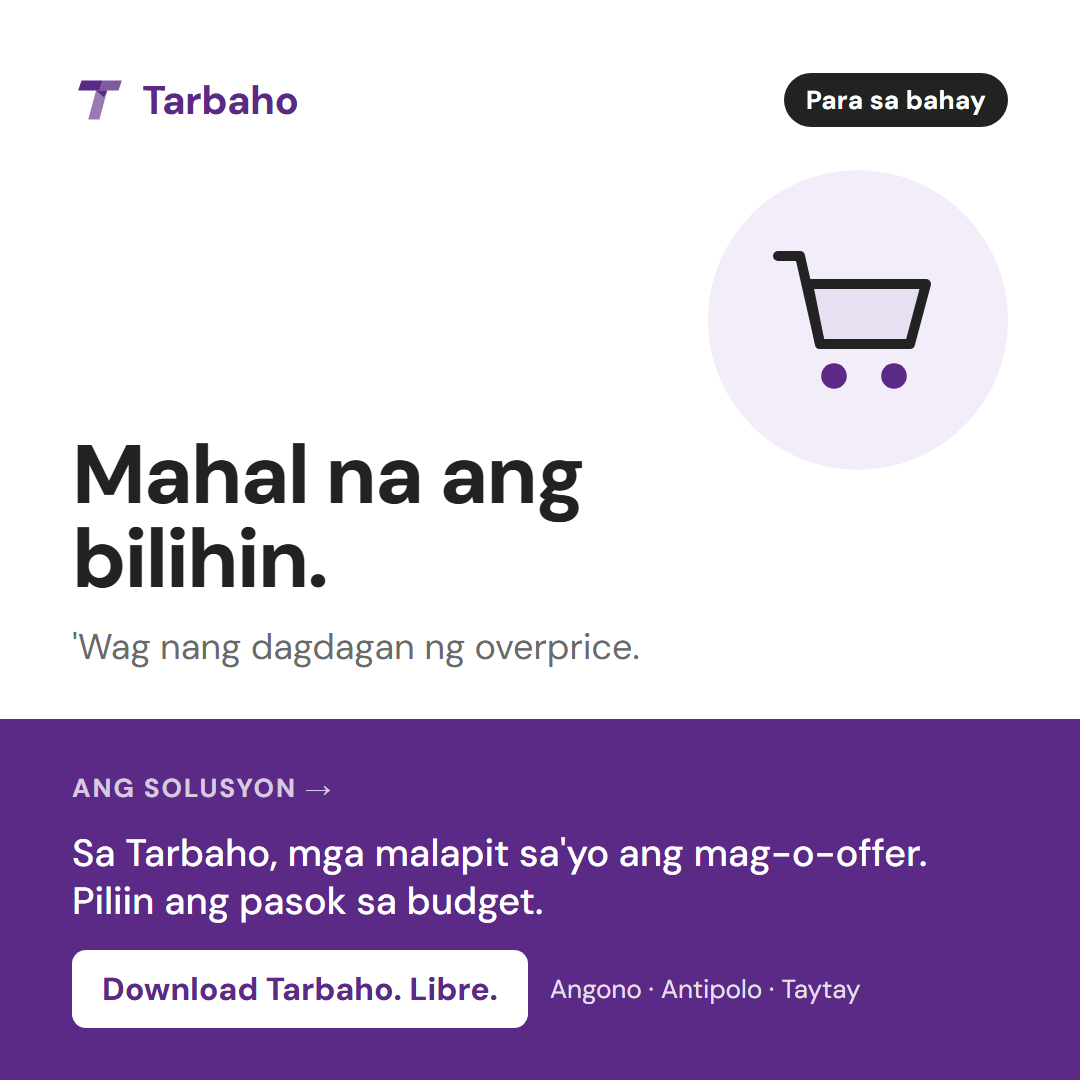 Tarbaho
Para sa bahay
Mahal na ang
bilihin.
'Wag nang dagdagan ng overprice.
ANG SOLUSYON →
Sa Tarbaho, mga malapit sa'yo ang mag-o-offer.
Piliin ang pasok sa budget.
Download Tarbaho. Libre.
Angono · Antipolo · Taytay